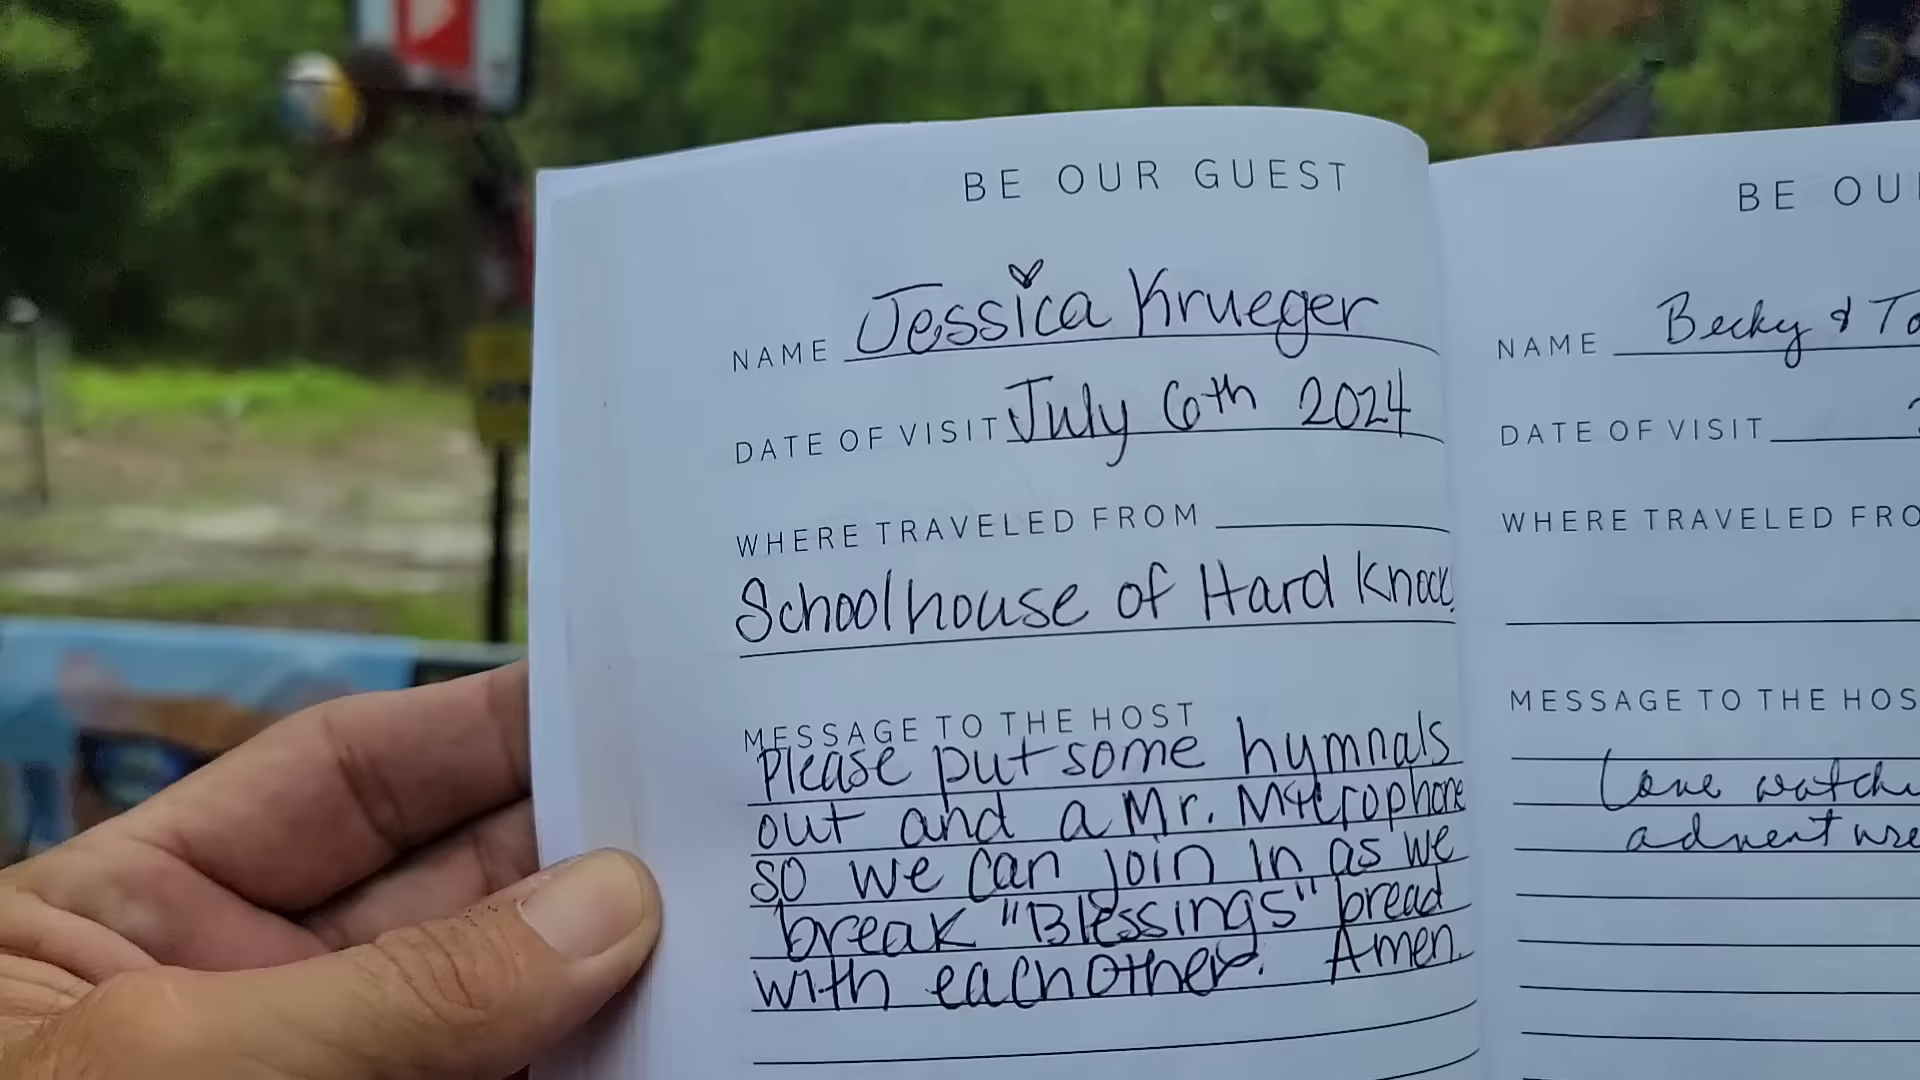 BE OUR GUEST
NAME Jessica Krueger
DATE OF VISIT July 6th 2024
WHERE TRAVELED FROM
Schoolhouse of Hard Knock
MESSAGE TO THE HOST
Please put some hymnals
out and a Mr. Microphone
so we can join in as we
break "Blessings" bread
with eachother. Amen.
BE OU
NAME Becky & To
DATE OF VISIT
WHERE TRAVELED FRO
MESSAGE TO THE HOS
Love watchi
adventure